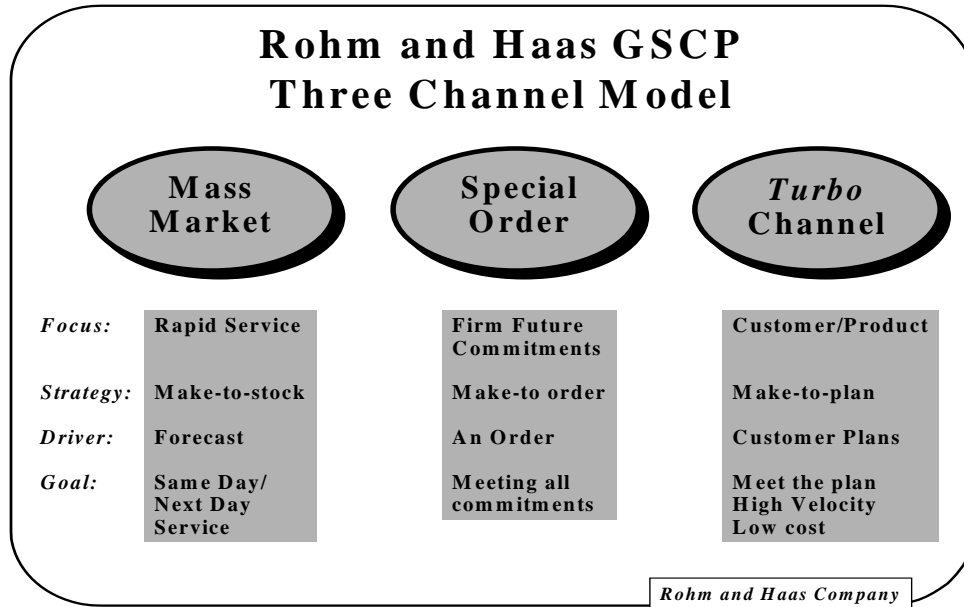 Rohm and Haas GSCP
Three Channel Model
Mass
Market
Special
Order
Turbo
Channel
Focus: Rapid Service Firm Future Customer/Product
Commitments
Strategy: Make-to-stock Make-to order Make-to-plan
Driver: Forecast An Order Customer Plans
Goal: Same Day/ Meeting all Meet the plan
Next Day commitments High Velocity
Service Low cost
Rohm and Haas Company